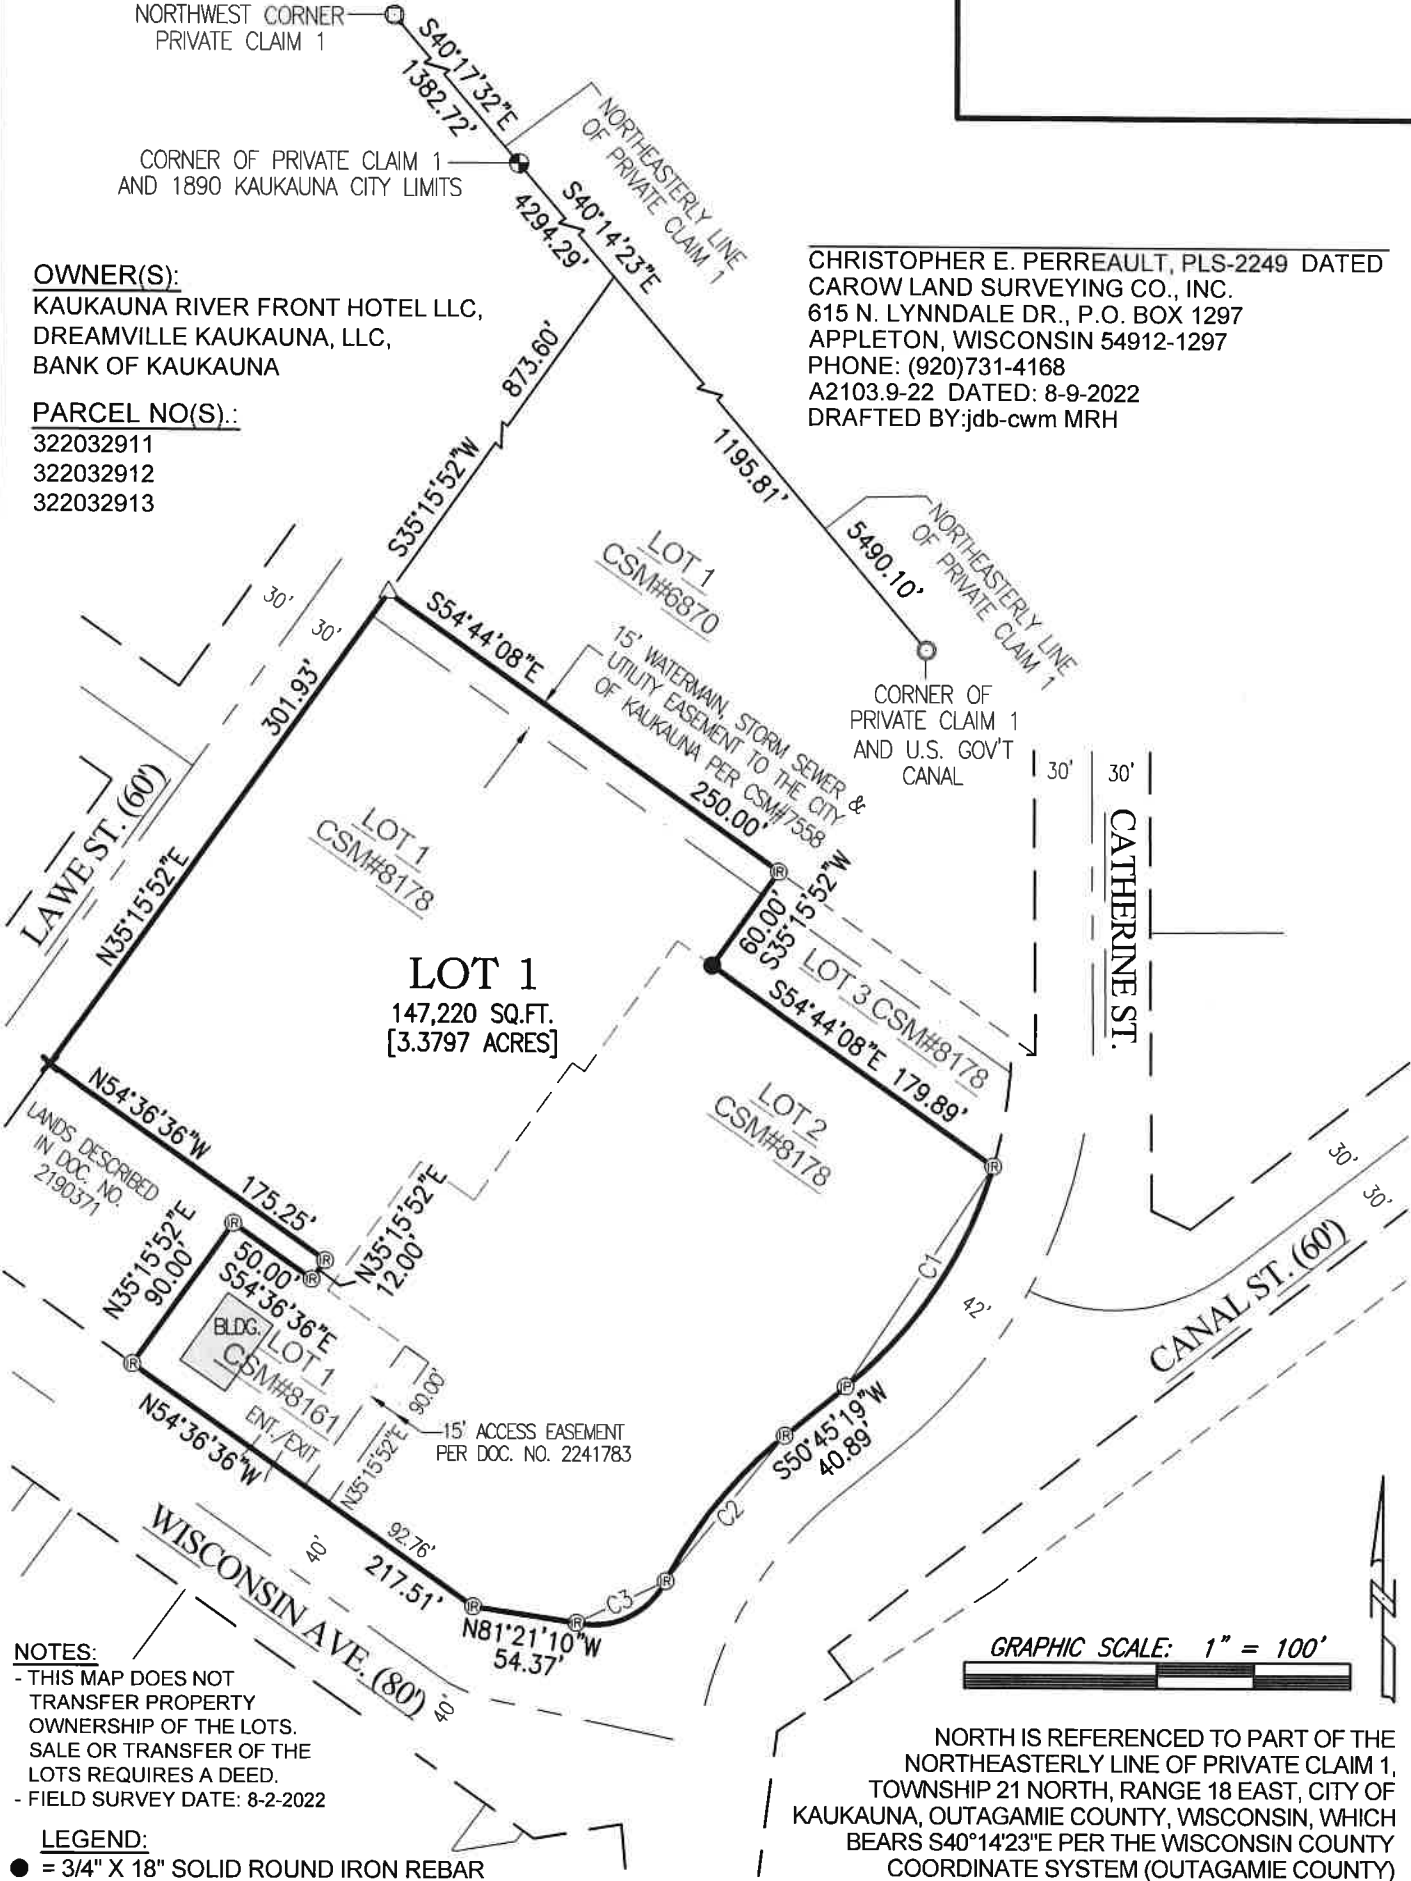 NORTHWEST CORNER
PRIVATE CLAIM 1
S40°17'32"E
1382.72'
NORTHEASTERLY LINE
OF PRIVATE CLAIM 1
CORNER OF PRIVATE CLAIM 1
AND 1890 KAUKAUNA CITY LIMITS
S40°14'23"E
4294.29'
OWNER(S):
KAUKAUNA RIVER FRONT HOTEL LLC,
DREAMVILLE KAUKAUNA, LLC,
BANK OF KAUKAUNA
PARCEL NO(S).:
322032911
322032912
322032913
CHRISTOPHER E. PERREAULT, PLS-2249 DATED
CAROW LAND SURVEYING CO., INC.
615 N. LYNNDALE DR., P.O. BOX 1297
APPLETON, WISCONSIN 54912-1297
PHONE: (920)731-4168
A2103.9-22 DATED: 8-9-2022
DRAFTED BY:jdb-cwm MRH
873.60'
S35°15'52"W
1195.81'
5490.10'
NORTHEASTERLY LINE
OF PRIVATE CLAIM 1
CORNER OF
PRIVATE CLAIM 1
AND U.S. GOV'T
CANAL
LOT 1
CSM#6870
30'
30'
S54°44'08"E
15' WATERMAIN, STORM SEWER &
UTILITY EASEMENT TO THE CITY
OF KAUKAUNA PER CSM#7558
250.00'
301.93'
N35°15'52"E
LAWE ST. (60')
LOT 1
CSM#8178
30'
30'
CATHERINE ST.
60.00'
S35°15'52"W
LOT 1
147,220 SQ.FT.
[3.3797 ACRES]
LOT 3 CSM#8178
S54°44'08"E 179.89'
LOT 2
CSM#8178
N54°36'36"W
175.25'
LANDS DESCRIBED
IN DOC. NO.
2190371
IR
IR
IR
IR
IR
IR
IP
IR
IR
IR
IR
N35°15'52"E
90.00'
50.00'
S54°36'36"E
N35°15'52"E
12.00'
BLDG.
LOT 1
CSM#8161
ENT./EXIT
N35°15'52"E
90.00'
15' ACCESS EASEMENT
PER DOC. NO. 2241783
N54°36'36"W
92.76'
217.51'
C1
42'
30'
30'
CANAL ST. (60')
S50°45'19"W
40.89'
C2
C3
N81°21'10"W
54.37'
WISCONSIN AVE. (80')
40'
40'
N
GRAPHIC SCALE: 1" = 100'
NOTES:
- THIS MAP DOES NOT
TRANSFER PROPERTY
OWNERSHIP OF THE LOTS.
SALE OR TRANSFER OF THE
LOTS REQUIRES A DEED.
- FIELD SURVEY DATE: 8-2-2022
NORTH IS REFERENCED TO PART OF THE
NORTHEASTERLY LINE OF PRIVATE CLAIM 1,
TOWNSHIP 21 NORTH, RANGE 18 EAST, CITY OF
KAUKAUNA, OUTAGAMIE COUNTY, WISCONSIN, WHICH
BEARS S40°14'23"E PER THE WISCONSIN COUNTY
COORDINATE SYSTEM (OUTAGAMIE COUNTY)
LEGEND:
= 3/4" X 18" SOLID ROUND IRON REBAR